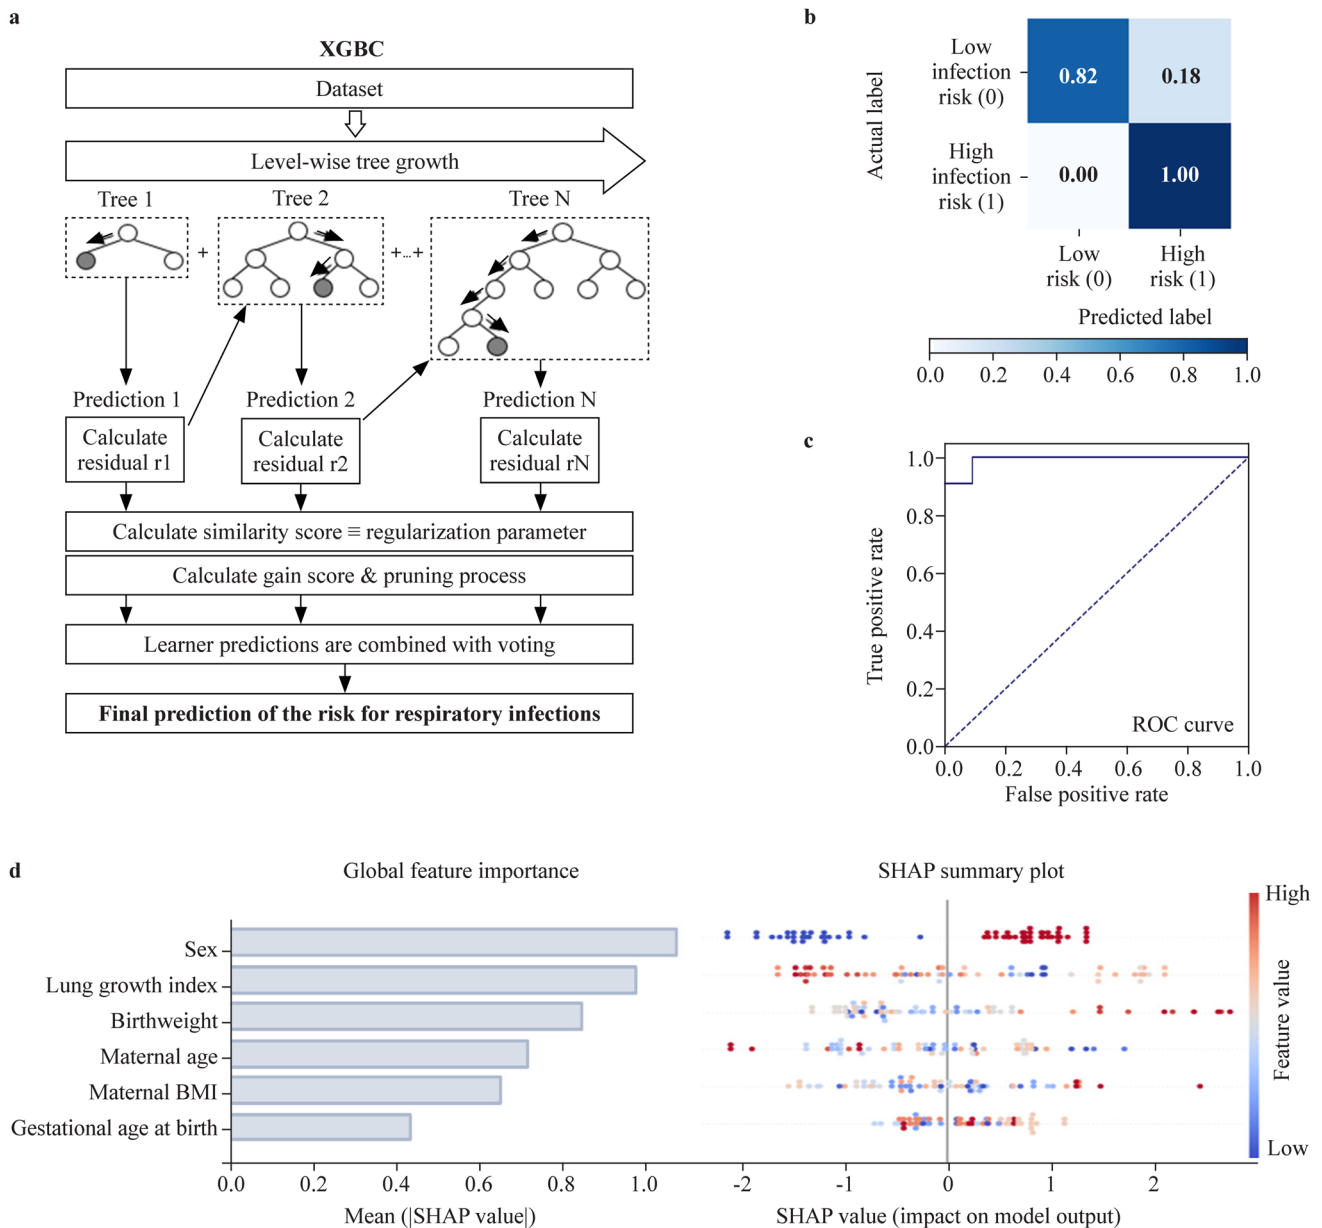 a
XGBC
Dataset
Level-wise tree growth
Tree 1
Tree 2
Tree N
+
+...+
Prediction 1
Prediction 2
Prediction N
Calculate
residual r1
Calculate
residual r2
Calculate
residual rN
Calculate similarity score ≡ regularization parameter
Calculate gain score & pruning process
Learner predictions are combined with voting
Final prediction of the risk for respiratory infections
b
Actual label
Low
infection
risk (0)
High
infection
risk (1)
0.82
0.18
0.00
1.00
Low
risk (0)
High
risk (1)
Predicted label
0.0 0.2 0.4 0.6 0.8 1.0
c
True positive rate
1.0
0.8
0.6
0.4
0.2
0.0
ROC curve
0.0 0.2 0.4 0.6 0.8 1.0
False positive rate
d
Global feature importance
Sex
Lung growth index
Birthweight
Maternal age
Maternal BMI
Gestational age at birth
0.0 0.2 0.4 0.6 0.8 1.0
Mean (|SHAP value|)
SHAP summary plot
-2 -1 0 1 2
SHAP value (impact on model output)
High
Feature value
Low